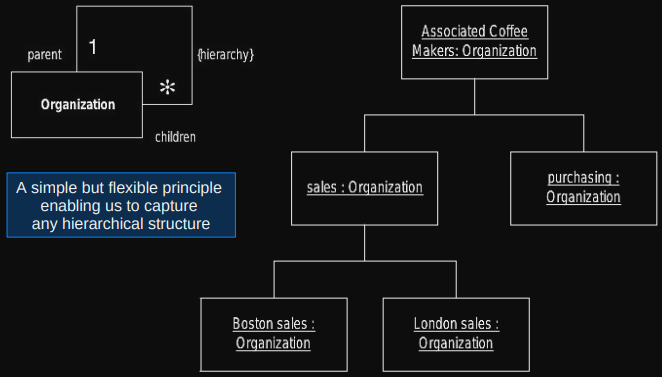 parent
1
{hierarchy}
Organization
*
children
A simple but flexible principle
enabling us to capture
any hierarchical structure
Associated Coffee
Makers: Organization
sales : Organization
purchasing :
Organization
Boston sales :
Organization
London sales :
Organization